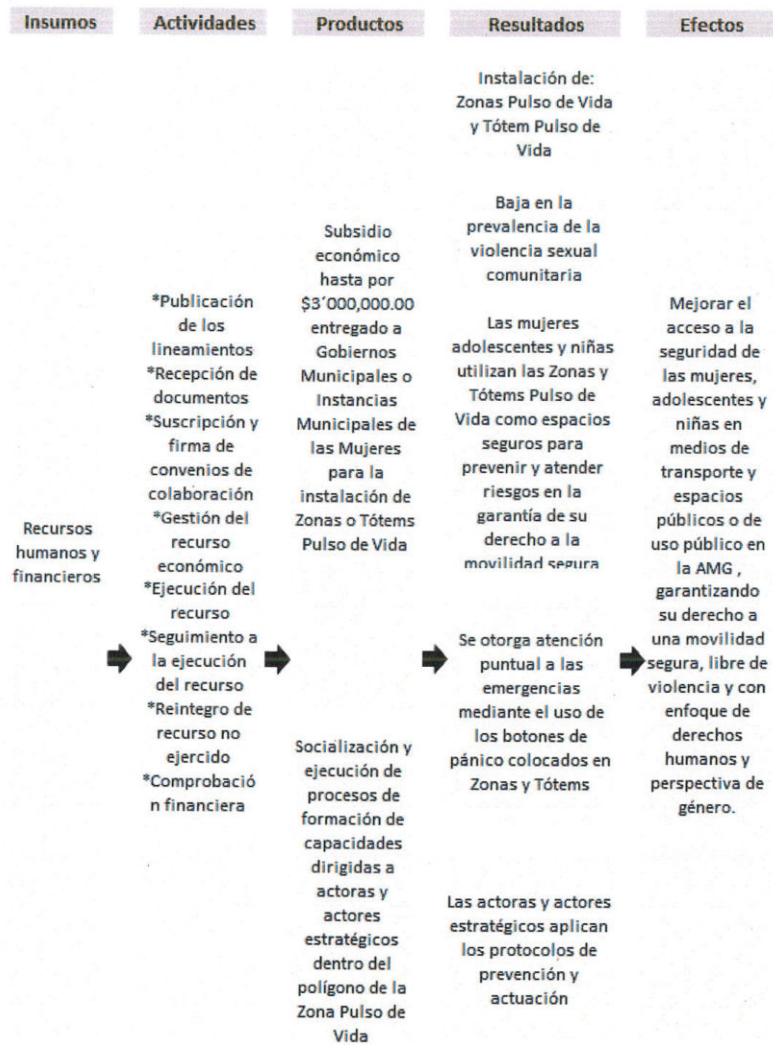 Insumos
Actividades
Productos
Resultados
Efectos
Recursos
humanos y
financieros
*Publicación
de los
lineamientos
*Recepción de
documentos
*Suscripción y
firma de
convenios de
colaboración
*Gestión del
recurso
económico
*Ejecución del
recurso
*Seguimiento a
la ejecución
del recurso
*Reintegro de
recurso no
ejercido
*Comprobació
n financiera
Subsidio
económico
hasta por
$3´000,000.00
entregado a
Gobiernos
Municipales o
Instancias
Municipales de
las Mujeres
para la
instalación de
Zonas o Tótems
Pulso de Vida
Socialización y
ejecución de
procesos de
formación de
capacidades
dirigidas a
actoras y
actores
estratégicos
dentro del
polígono de la
Zona Pulso de
Vida
Instalación de:
Zonas Pulso de Vida
y Tótem Pulso de
Vida
Baja en la
prevalencia de la
violencia sexual
comunitaria
Las mujeres
adolescentes y niñas
utilizan las Zonas y
Tótems Pulso de
Vida como espacios
seguros para
prevenir y atender
riesgos en la
garantía de su
derecho a la
movilidad segura
Se otorga atención
puntual a las
emergencias
mediante el uso de
los botones de
pánico colocados en
Zonas y Tótems
Las actoras y actores
estratégicos aplican
los protocolos de
prevención y
actuación
Mejorar el
acceso a la
seguridad de
las mujeres,
adolescentes y
niñas en
medios de
transporte y
espacios
públicos o de
uso público en
la AMG ,
garantizando
su derecho a
una movilidad
segura, libre de
violencia y con
enfoque de
derechos
humanos y
perspectiva de
género.